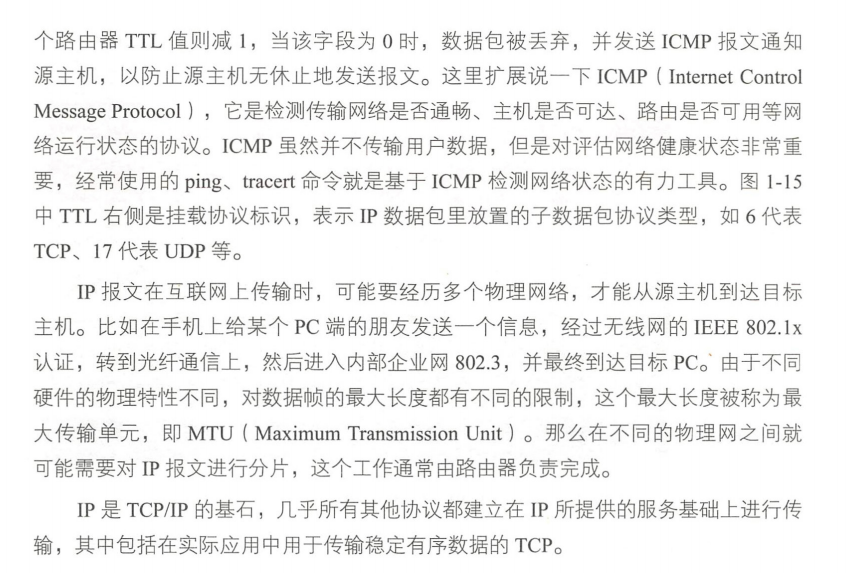 个路由器 TTL 值则减 1，当该字段为 0 时，数据包被丢弃，并发送 ICMP 报文通知
源主机，以防止源主机无休止地发送报文。这里扩展说一下 ICMP（Internet Control
Message Protocol），它是检测传输网络是否通畅、主机是否可达、路由是否可用等网
络运行状态的协议。ICMP 虽然并不传输用户数据，但是对评估网络健康状态非常重
要，经常使用的 ping、tracert 命令就是基于 ICMP 检测网络状态的有力工具。图 1-15
中 TTL 右侧是挂载协议标识，表示 IP 数据包里放置的子数据包协议类型，如 6 代表
TCP、17 代表 UDP 等。
IP 报文在互联网上传输时，可能要经历多个物理网络，才能从源主机到达目标
主机。比如在手机上给某个 PC 端的朋友发送一个信息，经过无线网的 IEEE 802.1x
认证，转到光纤通信上，然后进入内部企业网 802.3，并最终到达目标 PC。由于不同
硬件的物理特性不同，对数据帧的最大长度都有不同的限制，这个最大长度被称为最
大传输单元，即 MTU（Maximum Transmission Unit）。那么在不同的物理网之间就
可能需要对 IP 报文进行分片，这个工作通常由路由器负责完成。
IP 是 TCP/IP 的基石，几乎所有其他协议都建立在 IP 所提供的服务基础上进行传
输，其中包括在实际应用中用于传输稳定有序数据的 TCP。